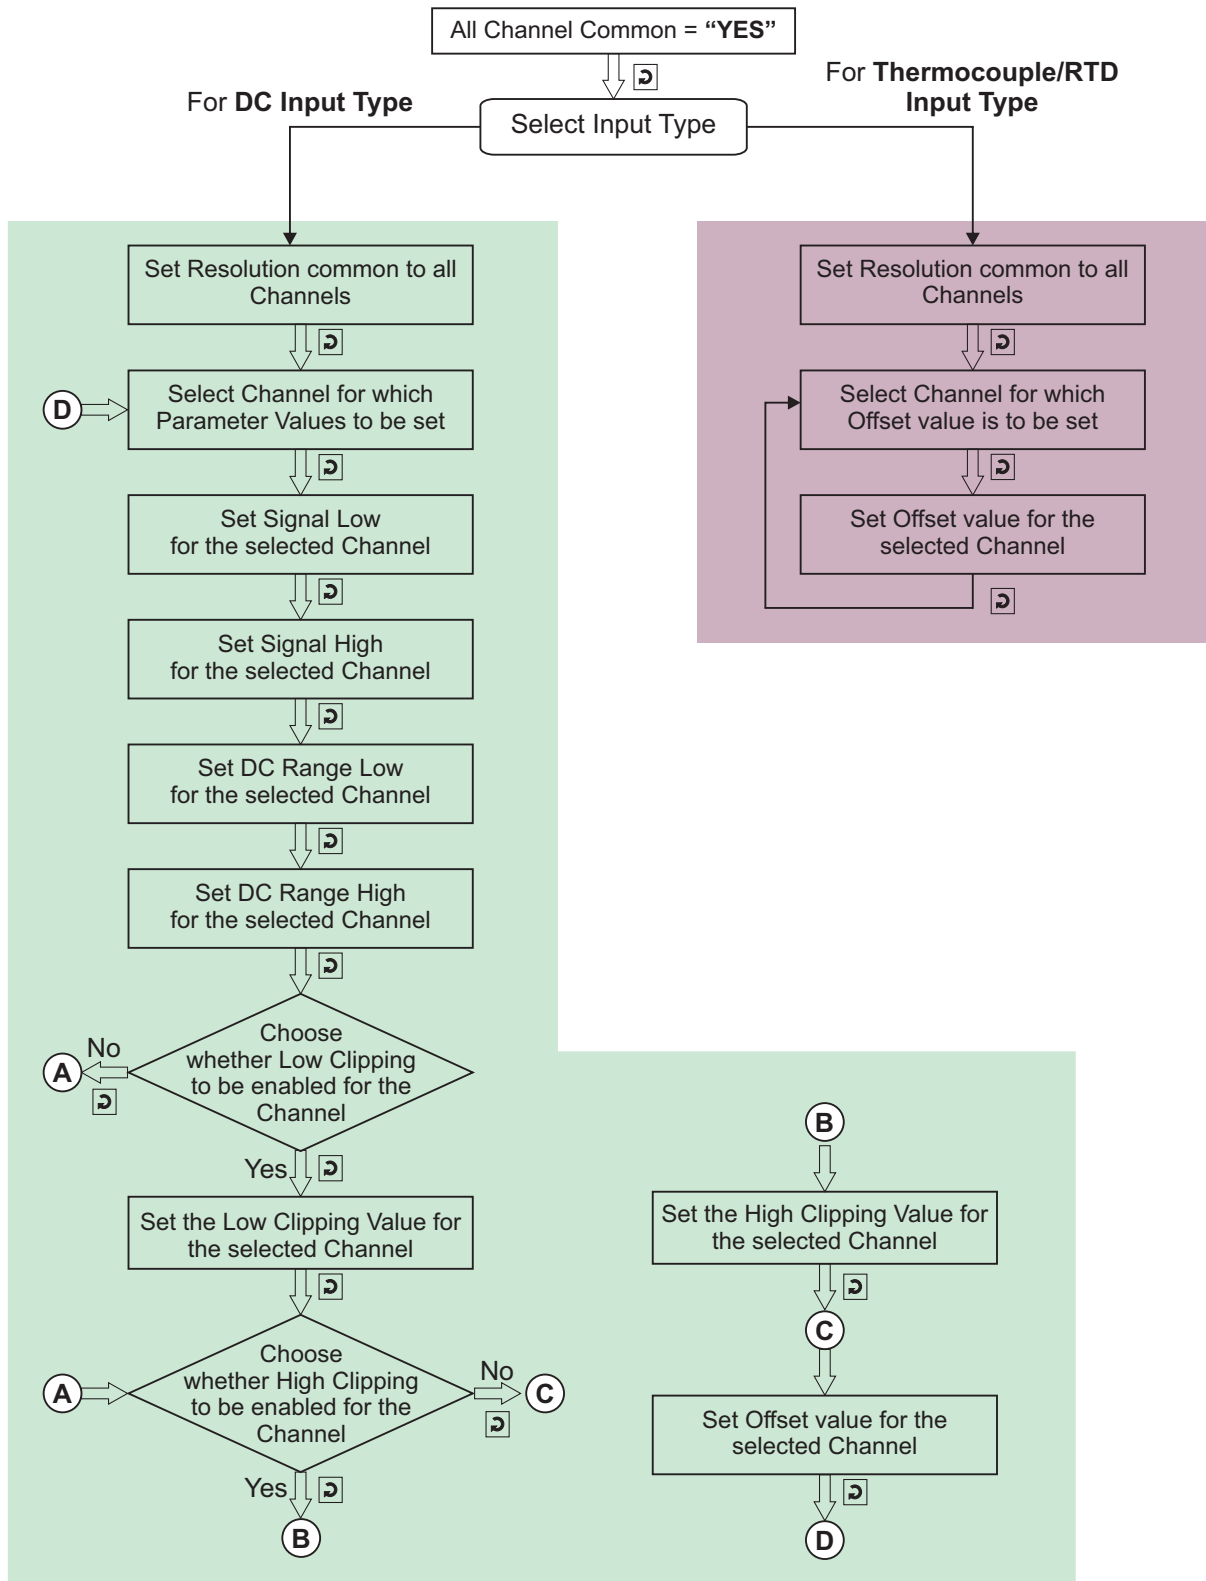 All Channel Common = “YES”
For DC Input Type
For Thermocouple/RTD
Input Type
Select Input Type
Set Resolution common to all
Channels
D
Select Channel for which
Parameter Values to be set
Set Signal Low
for the selected Channel
Set Signal High
for the selected Channel
Set DC Range Low
for the selected Channel
Set DC Range High
for the selected Channel
Choose
whether Low Clipping
to be enabled for the
Channel
No
A
Yes
Set the Low Clipping Value for
the selected Channel
A
Choose
whether High Clipping
to be enabled for the
Channel
No
C
Yes
B
Set Resolution common to all
Channels
Select Channel for which
Offset value is to be set
Set Offset value for the
selected Channel
B
Set the High Clipping Value for
the selected Channel
C
Set Offset value for the
selected Channel
D